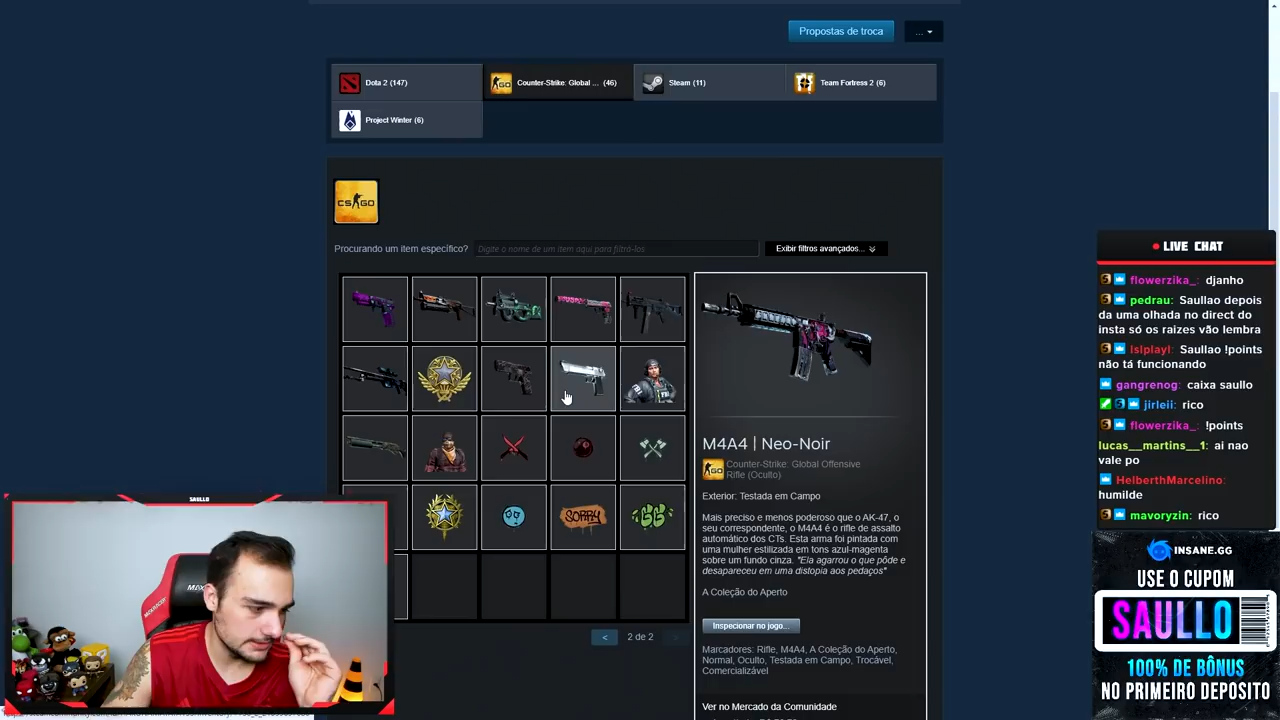 Propostas de troca
...
Dota 2 (147)
Counter-Strike: Global ... (46)
Steam (11)
Team Fortress 2 (6)
Project Winter (6)
CS GO
Procurando um item específico?
Digite o nome de um item aqui para filtrá-los
Exibir filtros avançados...
SORRY
M4A4 | Neo-Noir
GO
Counter-Strike: Global Offensive
Rifle (Oculto)
Exterior: Testada em Campo
Mais preciso e menos poderoso que o AK-47, o
seu correspondente, o M4A4 é o rifle de assalto
automático dos CTs. Esta arma foi pintada com
uma mulher estilizada em tons azul-magenta
sobre um fundo cinza. "Ela agarrou o que pôde e
desapareceu em uma distopia aos pedaços"
A Coleção do Aperto
Inspecionar no jogo...
Marcadores: Rifle, M4A4, A Coleção do Aperto,
Normal, Oculto, Testada em Campo, Trocável,
Comercializável
Ver no Mercado da Comunidade
<
2 de 2
>
SAULLO
LIVE CHAT
flowerzika_: djanho
pedrau: Saullao depois
da uma olhada no direct do
insta só os raizes vão lembra
lslplayl: Saullao !points
não tá funcionando
gangrenog: caixa saullo
jirleii: rico
flowerzika_: !points
lucas__martins__1: ai nao
vale po
HelberthMarcelino:
humilde
mavoryzin: rico
INSANE.GG
USE O CUPOM
SAULLO
100% DE BÔNUS
NO PRIMEIRO DEPOSITO